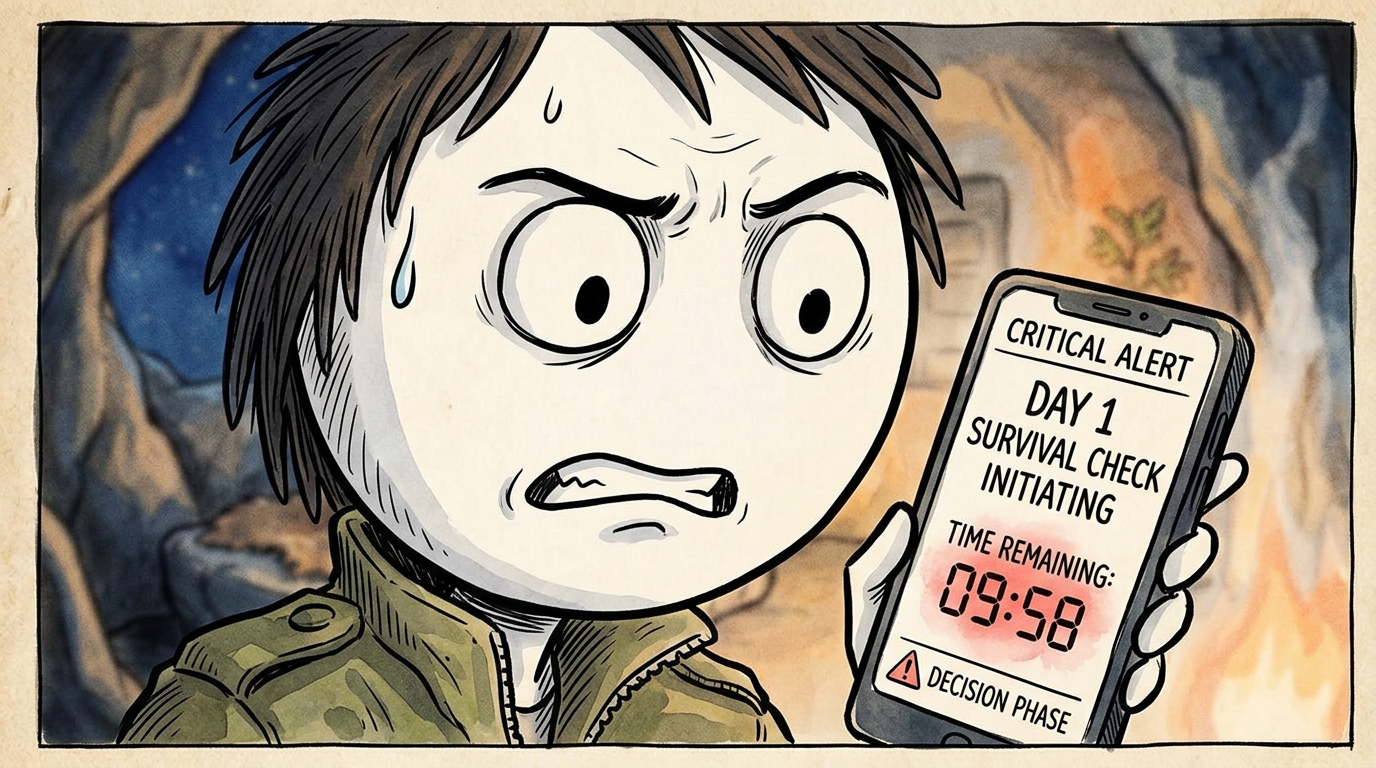 CRITICAL ALERT
DAY 1
SURVIVAL CHECK
INITIATING
TIME REMAINING:
09:58
DECISION PHASE